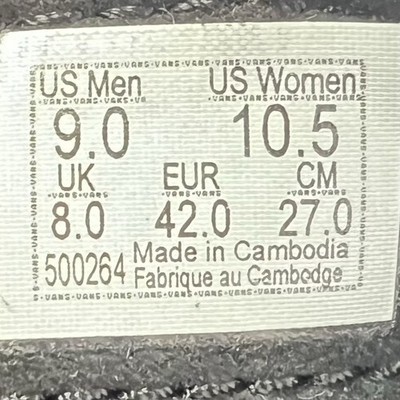 US Men US Women
9.0 10.5
UK EUR CM
8.0 42.0 27.0
500264 Made in Cambodia
Fabrique au Cambodge